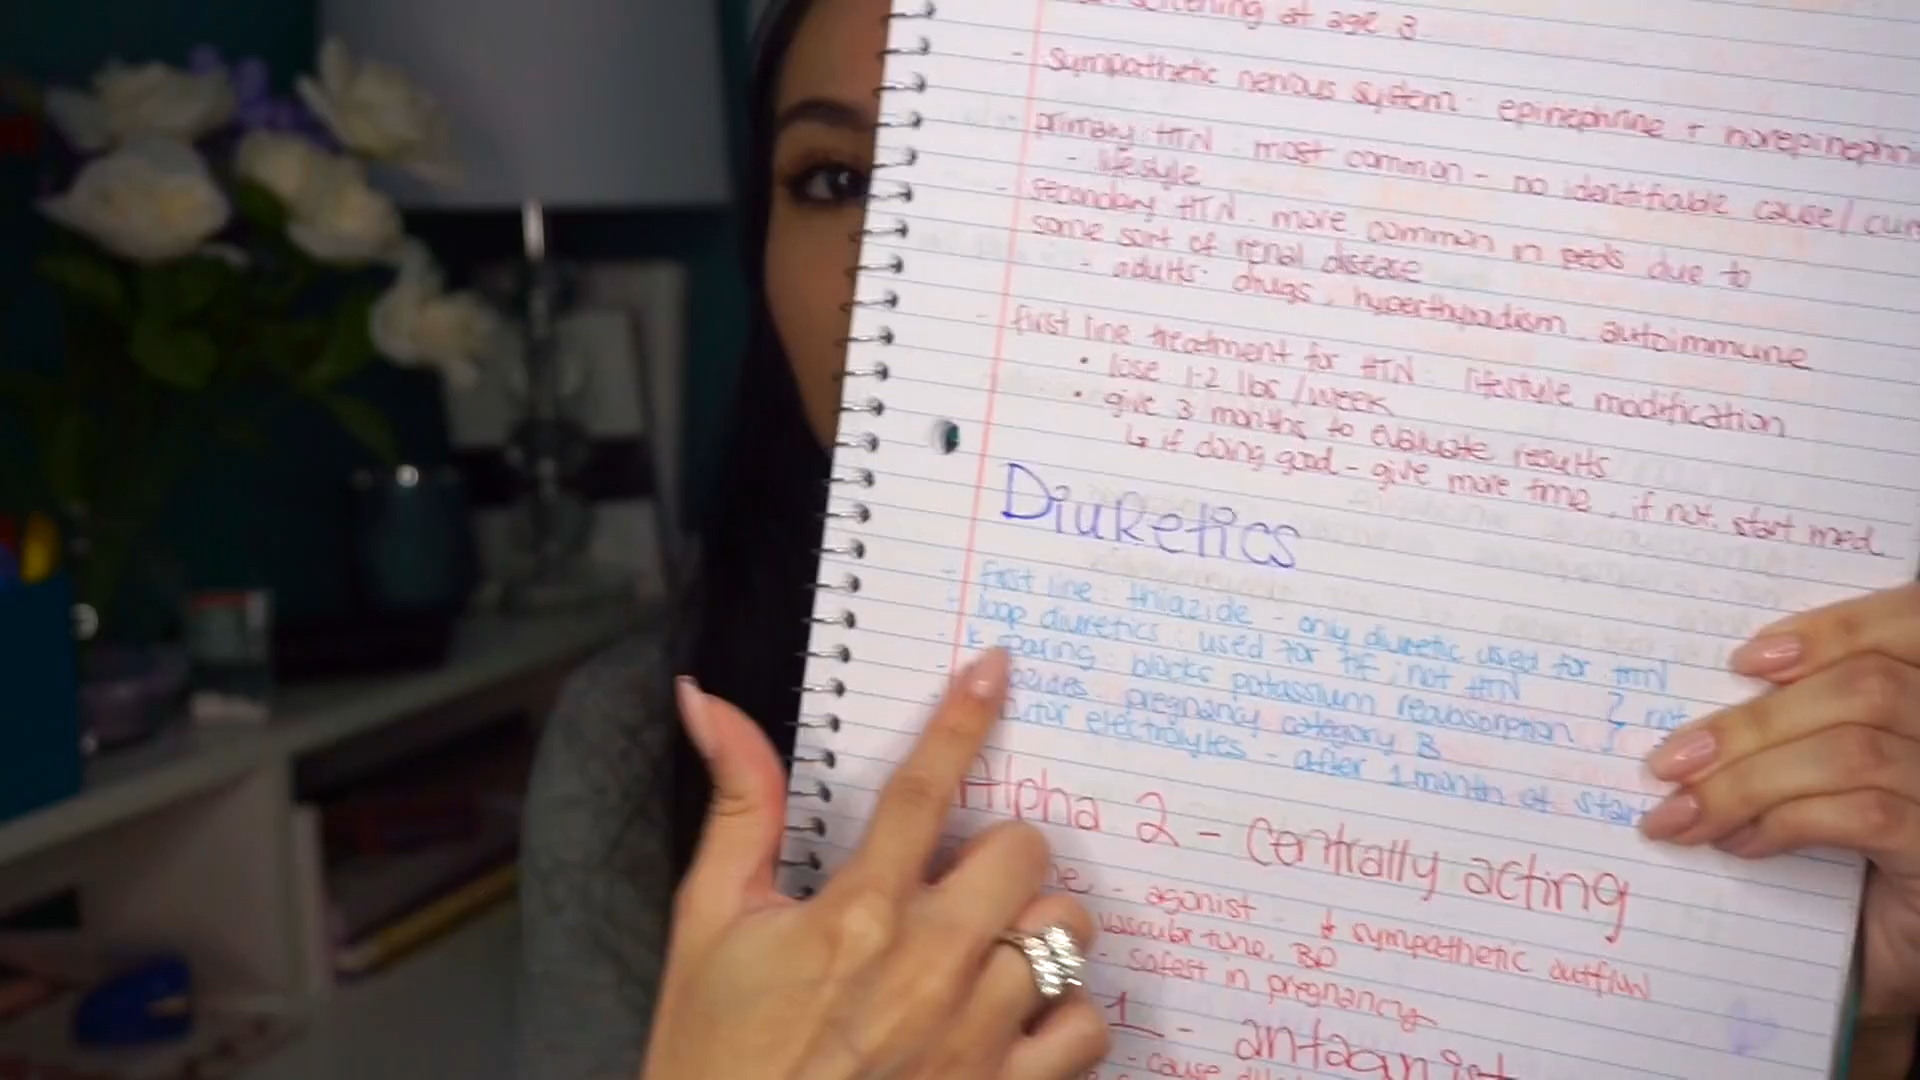 screening at age 3
- sympathetic nervous system - epinephrine + norepinephri
primary HTN - most common - no identifiable cause/cure
- lifestyle
- secondary HTN - more common in peds due to
some sort of renal disease
- adults: drugs, hyperthyroidism, autoimmune
- first line treatment for HTN: lifestyle modification
• lose 1-2 lbs/week
• give 3 months to evaluate results
↳ if doing good - give more time, if not, start med
Diuretics
- first line: thiazide - only diuretic used for HTN
- loop diuretics: used for HF, not HTN
- K sparing: blocks potassium reabsorption } not
pregnancy category B
electrolytes - after 1 month of start
Alpha 2 - centrally acting
- agonist - ↓ sympathetic outflow
vascular tone, BP
- safest in pregnancy
1 - antagonist
- cause